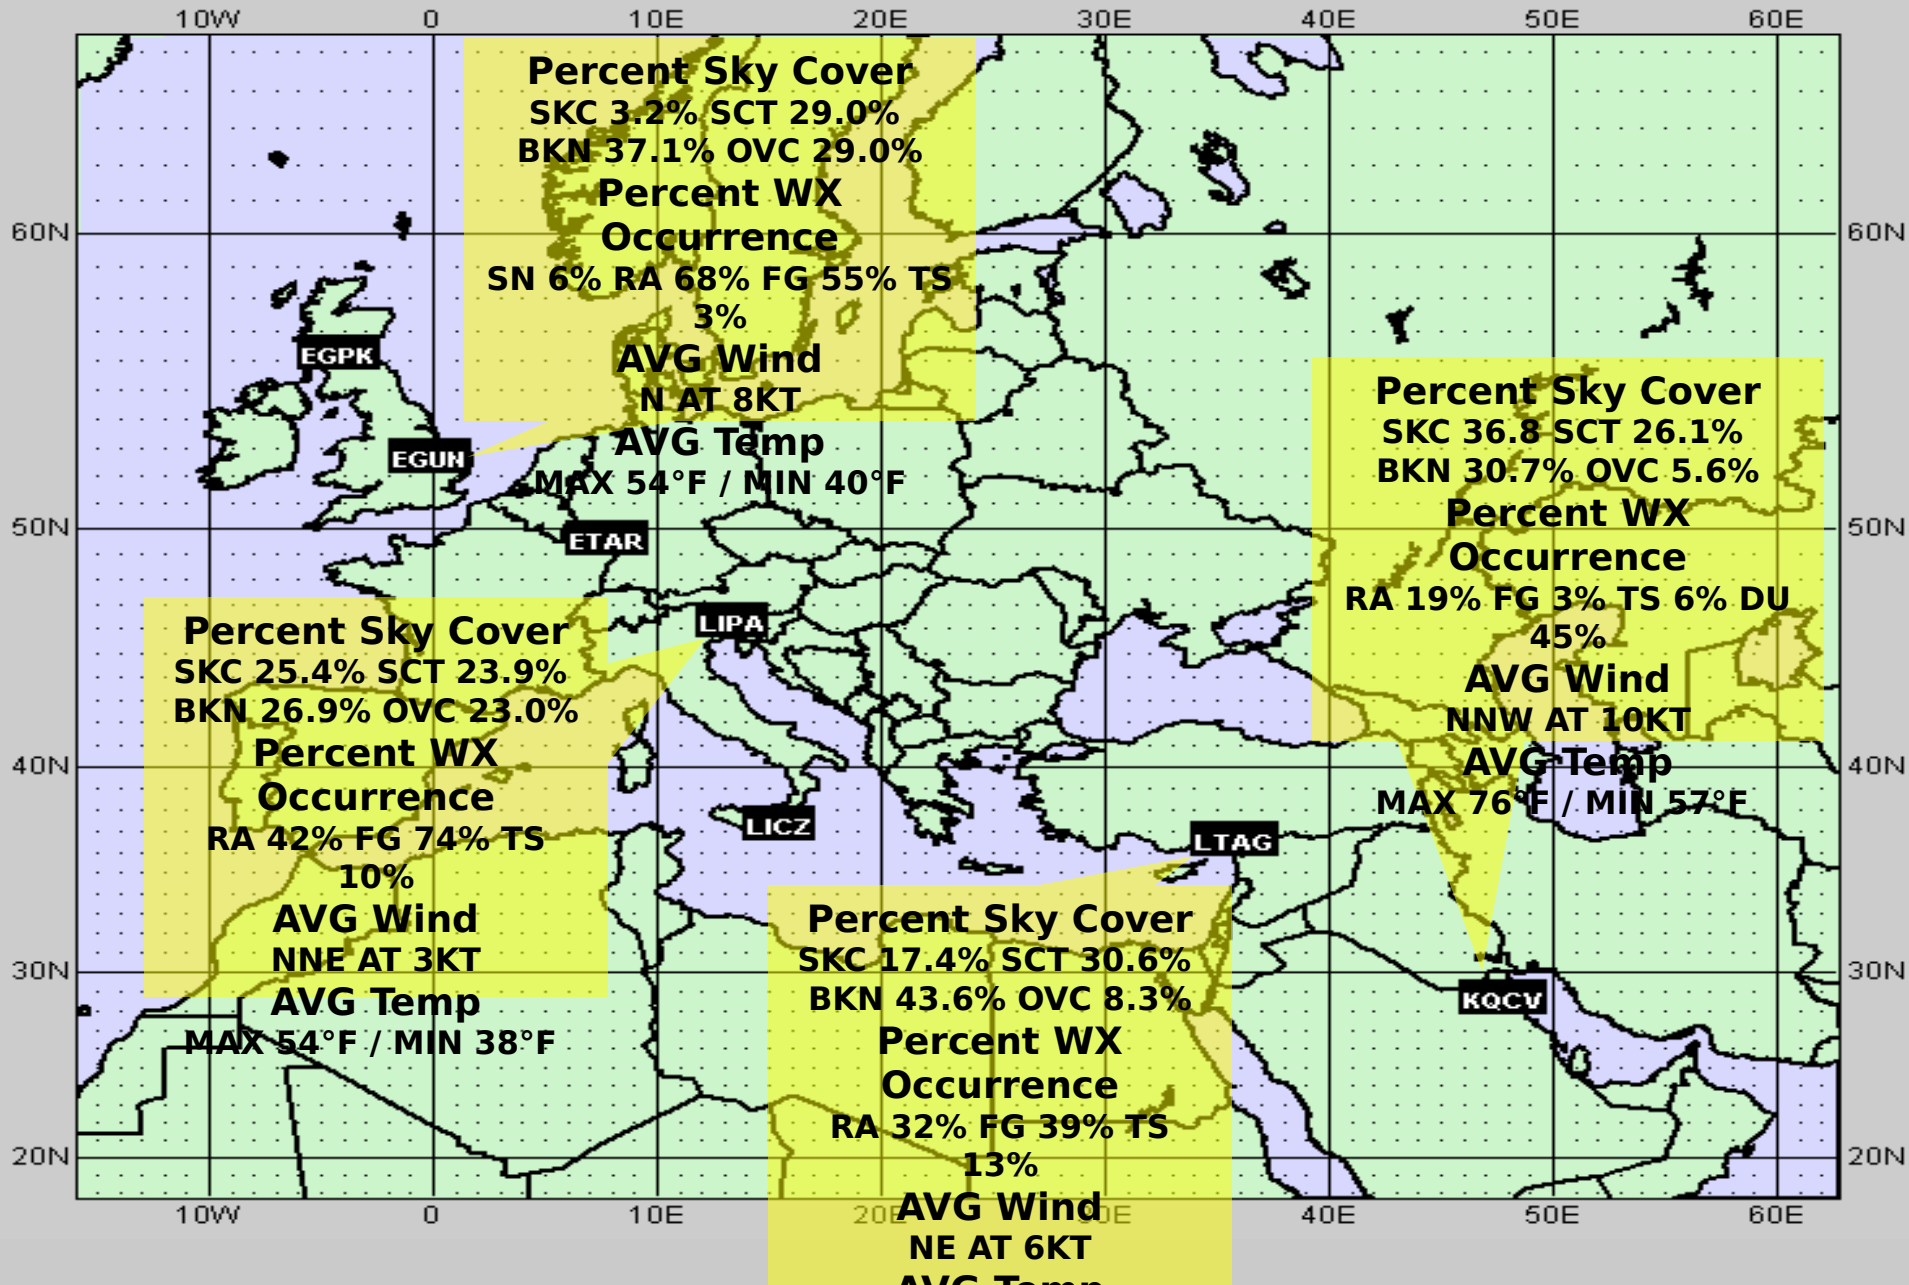 10W 0 10E 20E 30E 40E 50E 60E
Percent Sky Cover
SKC 3.2% SCT 29.0%
BKN 37.1% OVC 29.0%
Percent WX
Occurrence
SN 6% RA 68% FG 55% TS
3%
AVG Wind
N AT 8KT
AVG Temp
MAX 54°F / MIN 40°F
60N 60N
EGPK
EGUN
50N 50N
ETAR
LIPA
Percent Sky Cover
SKC 36.8 SCT 26.1%
BKN 30.7% OVC 5.6%
Percent WX
Occurrence
RA 19% FG 3% TS 6% DU
45%
AVG Wind
NNW AT 10KT
AVG Temp
MAX 76°F / MIN 57°F
Percent Sky Cover
SKC 25.4% SCT 23.9%
BKN 26.9% OVC 23.0%
Percent WX
Occurrence
RA 42% FG 74% TS
10%
AVG Wind
NNE AT 3KT
AVG Temp
MAX 54°F / MIN 38°F
40N 40N
LICZ
LTAG
Percent Sky Cover
SKC 17.4% SCT 30.6%
BKN 43.6% OVC 8.3%
Percent WX
Occurrence
RA 32% FG 39% TS
13%
AVG Wind
NE AT 6KT
AVG Temp
30N 30N
KQCV
20N 20N
10W 0 10E 20E 30E 40E 50E 60E